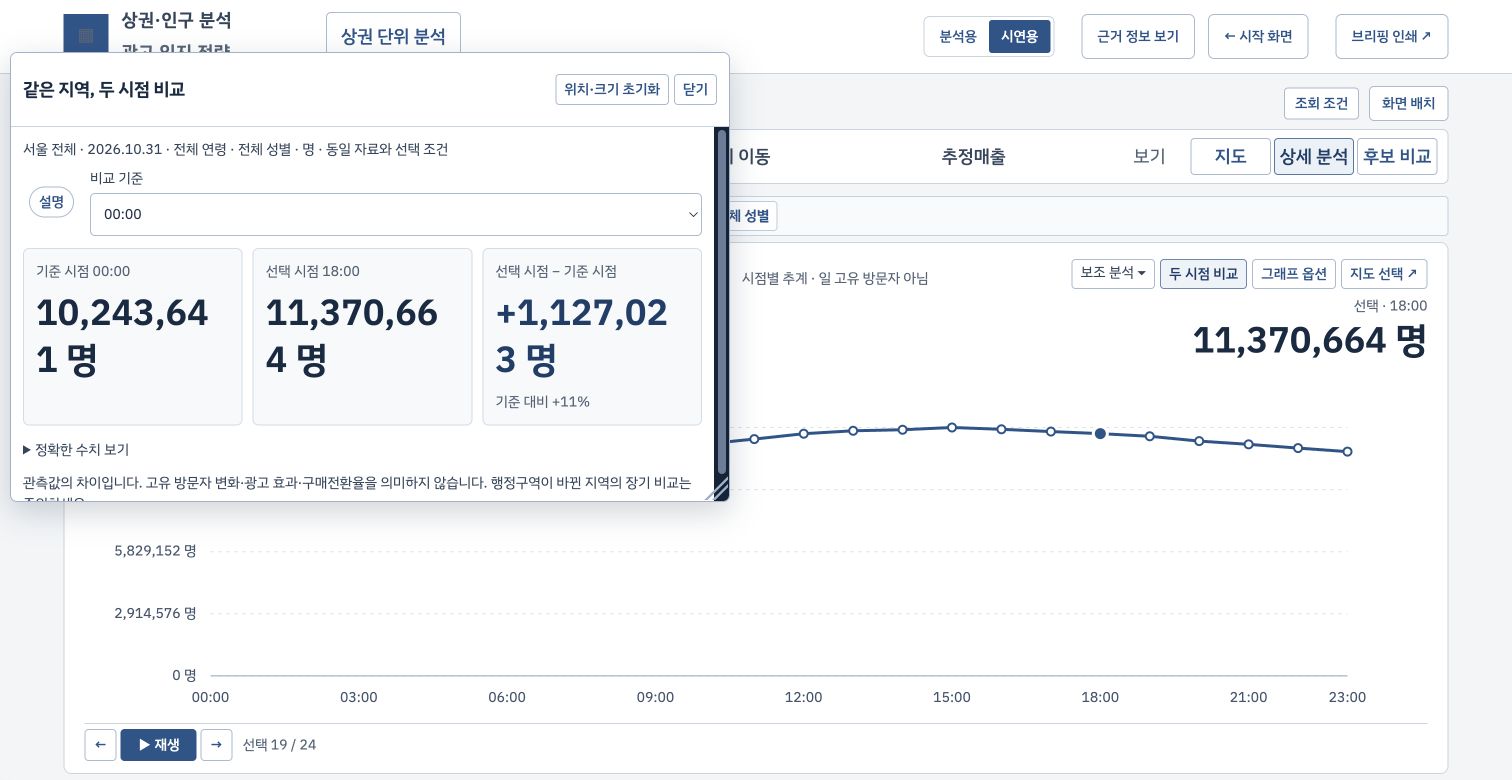 상권·인구 분석
상권 단위 분석
분석용
시연용
근거 정보 보기
← 시작 화면
브리핑 인쇄 ↗
같은 지역, 두 시점 비교
위치·크기 초기화
닫기
조회 조건
화면 배치
서울 전체 · 2026.10.31 · 전체 연령 · 전체 성별 · 명 · 동일 자료와 선택 조건
이동
추정매출
보기
지도
상세 분석
후보 비교
비교 기준
설명
00:00
체 성별
기준 시점 00:00
10,243,64
1 명
선택 시점 18:00
11,370,66
4 명
선택 시점 − 기준 시점
+1,127,02
3 명
기준 대비 +11%
시점별 추계 · 일 고유 방문자 아님
보조 분석
두 시점 비교
그래프 옵션
지도 선택 ↗
선택 · 18:00
11,370,664 명
▶ 정확한 수치 보기
관측값의 차이입니다. 고유 방문자 변화·광고 효과·구매전환율을 의미하지 않습니다. 행정구역이 바뀐 지역의 장기 비교는
5,829,152 명
2,914,576 명
0 명
00:00
03:00
06:00
09:00
12:00
15:00
18:00
21:00
23:00
←
▶ 재생
→
선택 19 / 24